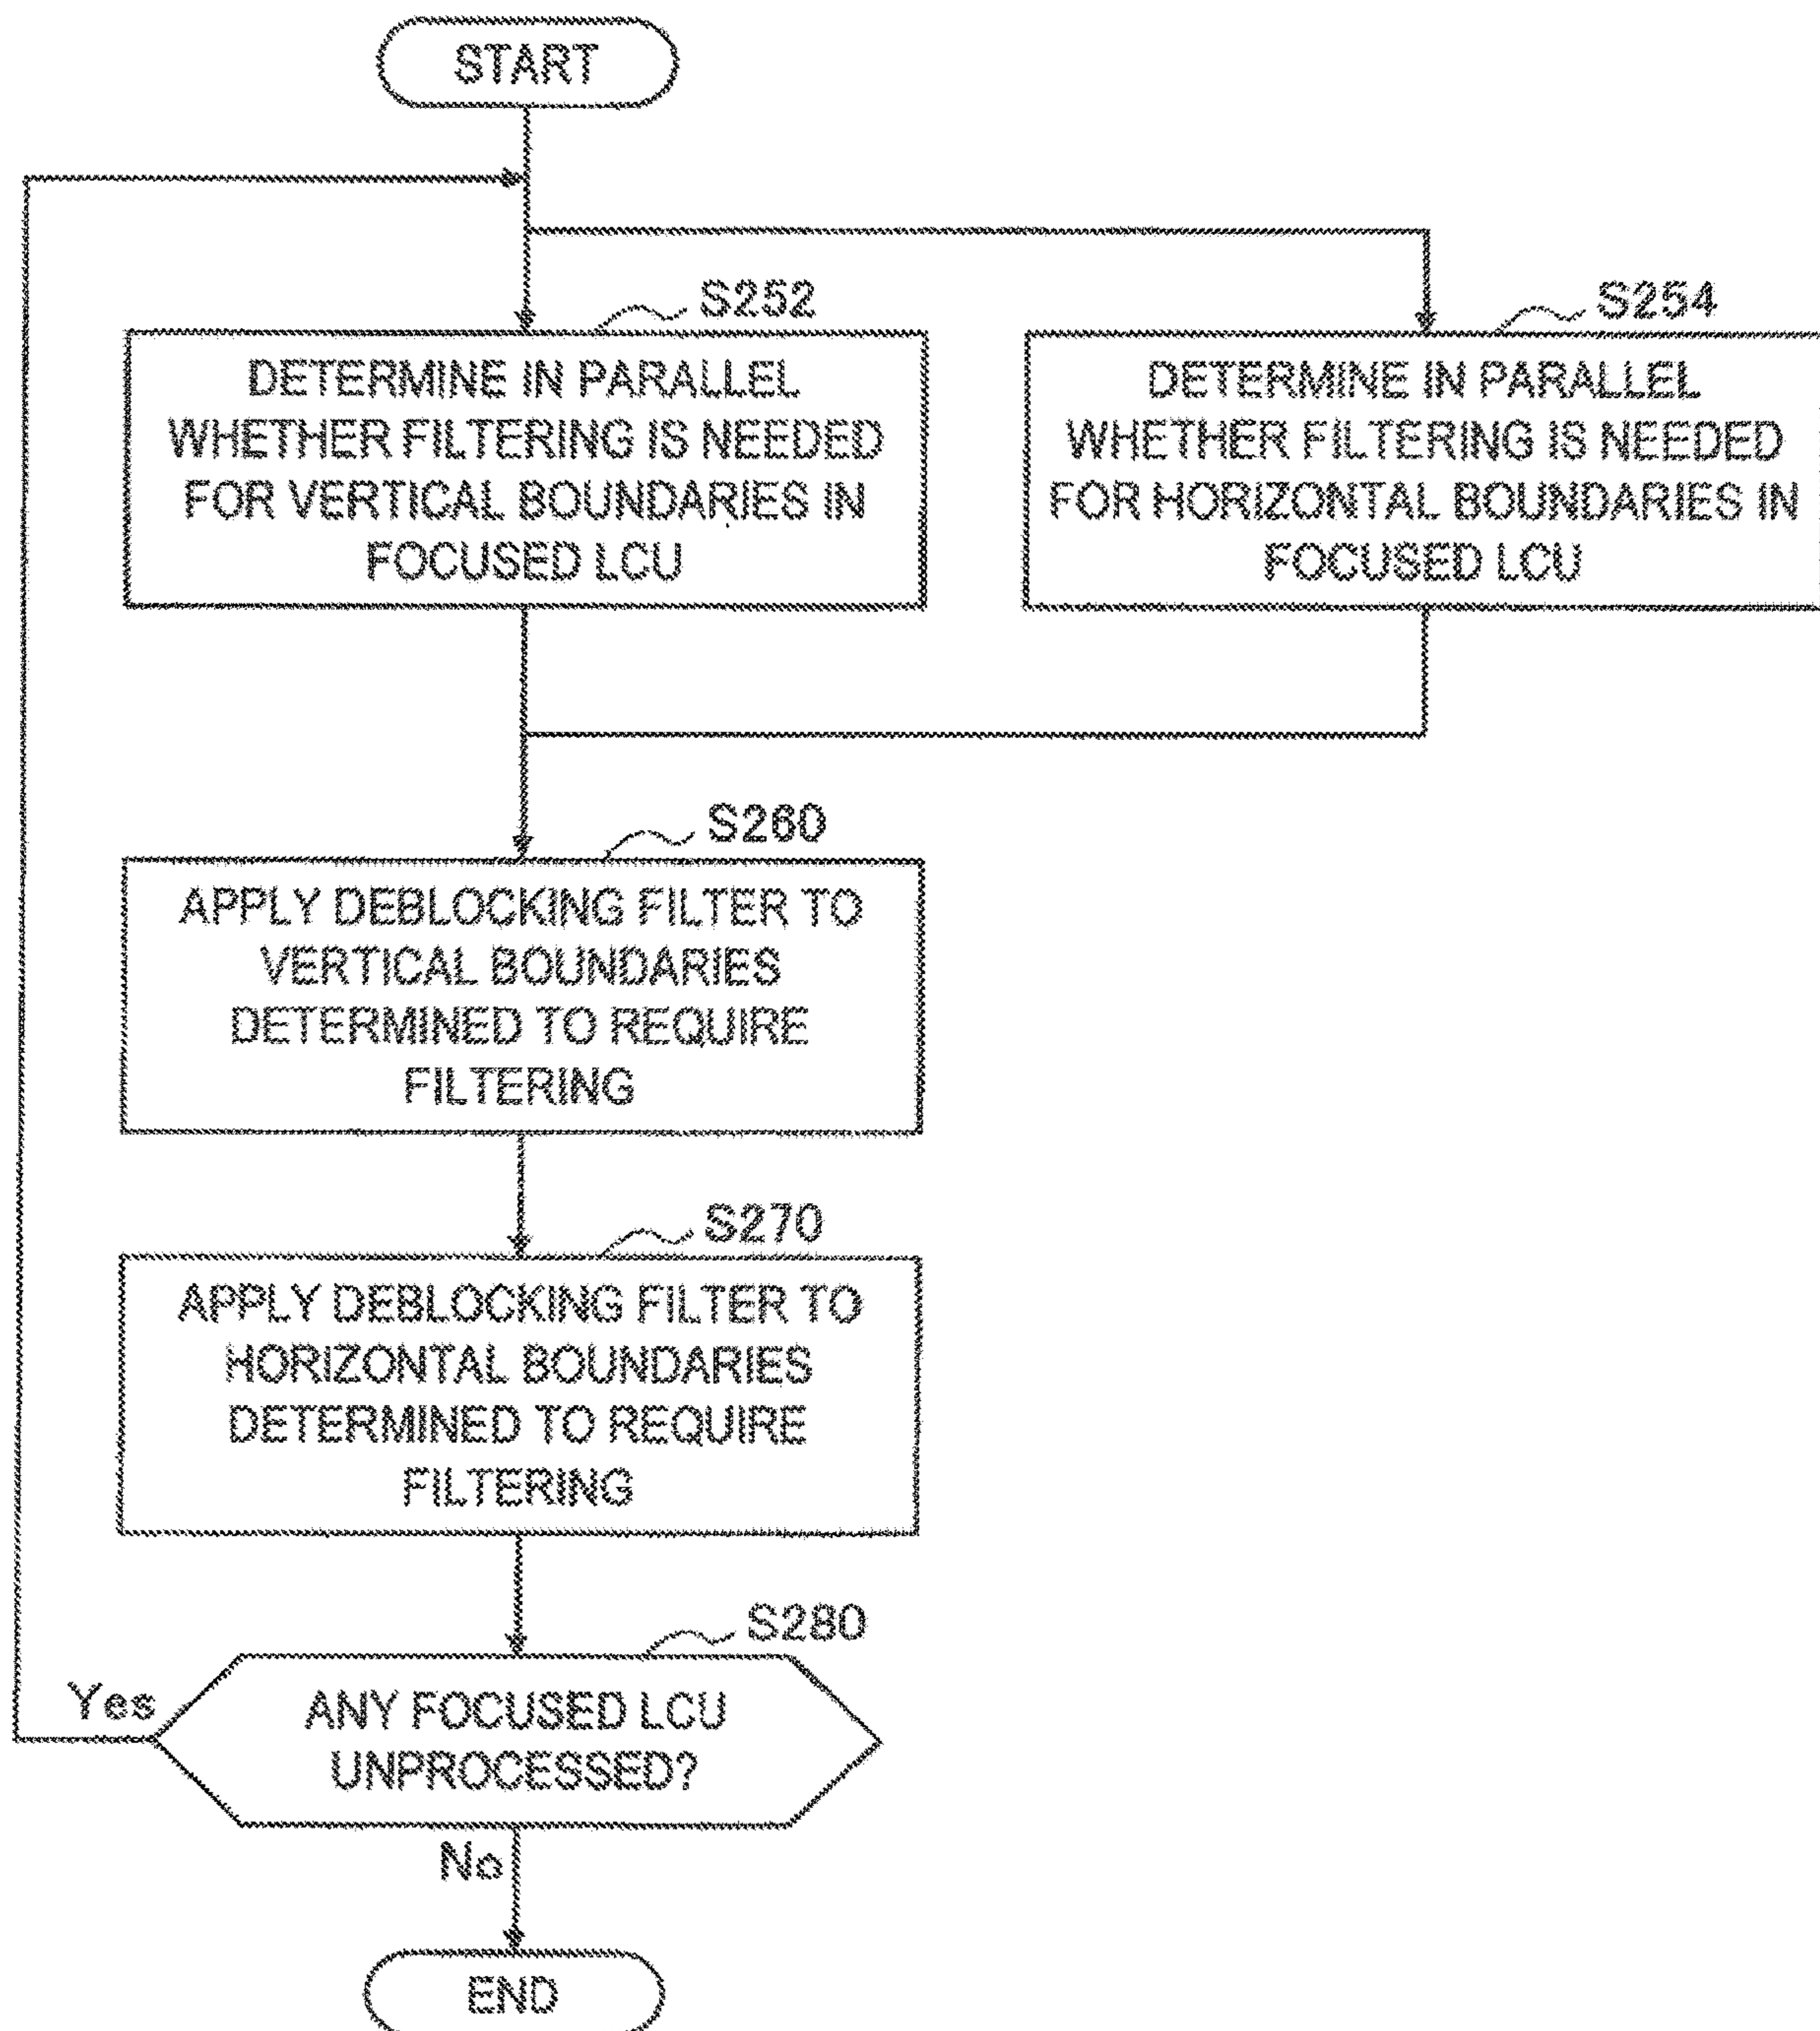 START
S252
DETERMINE IN PARALLEL
WHETHER FILTERING IS NEEDED
FOR VERTICAL BOUNDARIES IN
FOCUSED LCU
S254
DETERMINE IN PARALLEL
WHETHER FILTERING IS NEEDED
FOR HORIZONTAL BOUNDARIES IN
FOCUSED LCU
S260
APPLY DEBLOCKING FILTER TO
VERTICAL BOUNDARIES
DETERMINED TO REQUIRE
FILTERING
S270
APPLY DEBLOCKING FILTER TO
HORIZONTAL BOUNDARIES
DETERMINED TO REQUIRE
FILTERING
S280
Yes
ANY FOCUSED LCU
UNPROCESSED?
No
END